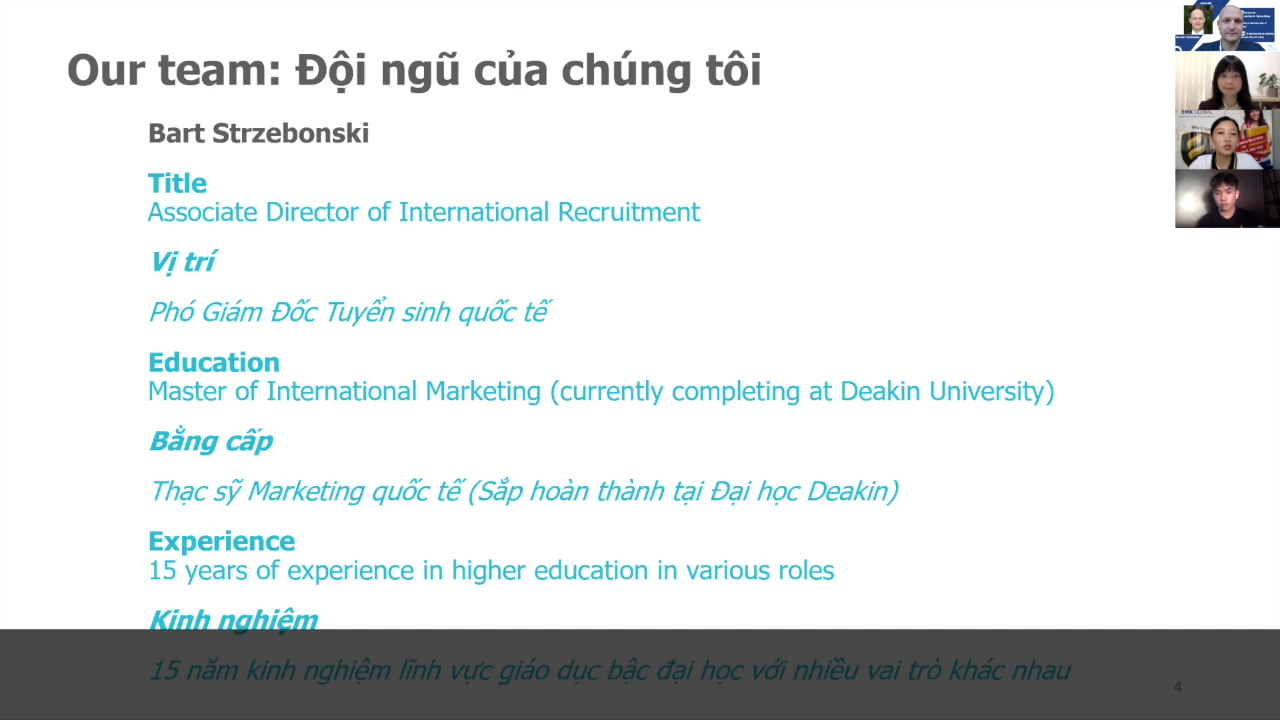 Our team: Đội ngũ của chúng tôi
Bart Strzebonski
Title
Associate Director of International Recruitment
Vị trí
Phó Giám Đốc Tuyển sinh quốc tế
Education
Master of International Marketing (currently completing at Deakin University)
Bằng cấp
Thạc sỹ Marketing quốc tế (Sắp hoàn thành tại Đại học Deakin)
Experience
15 years of experience in higher education in various roles
Kinh nghiệm
15 năm kinh nghiệm lĩnh vực giáo dục bậc đại học với nhiều vai trò khác nhau
4